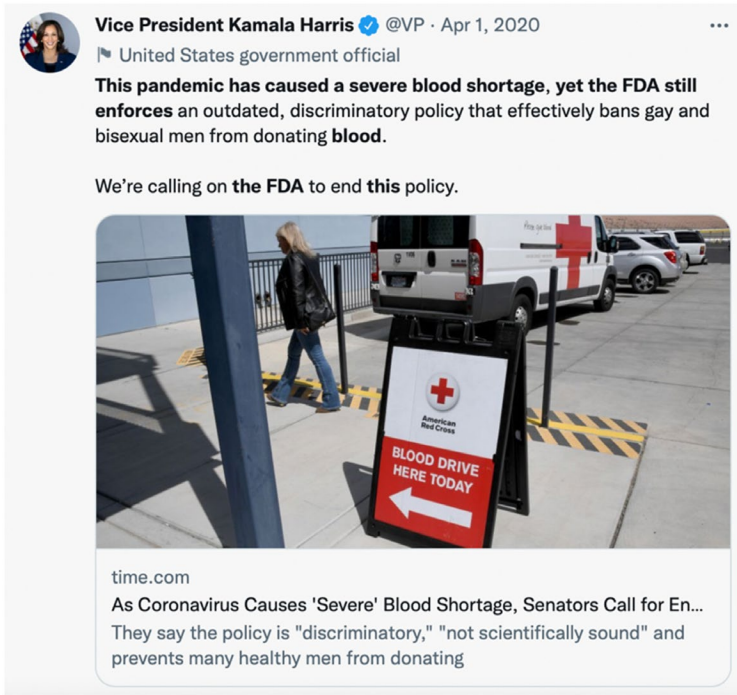 Vice President Kamala Harris @VP · Apr 1, 2020 ...
United States government official
This pandemic has caused a severe blood shortage, yet the FDA still
enforces an outdated, discriminatory policy that effectively bans gay and
bisexual men from donating blood.
We're calling on the FDA to end this policy.
American
Red Cross
BLOOD DRIVE
HERE TODAY
time.com
As Coronavirus Causes 'Severe' Blood Shortage, Senators Call for En...
They say the policy is "discriminatory," "not scientifically sound" and
prevents many healthy men from donating